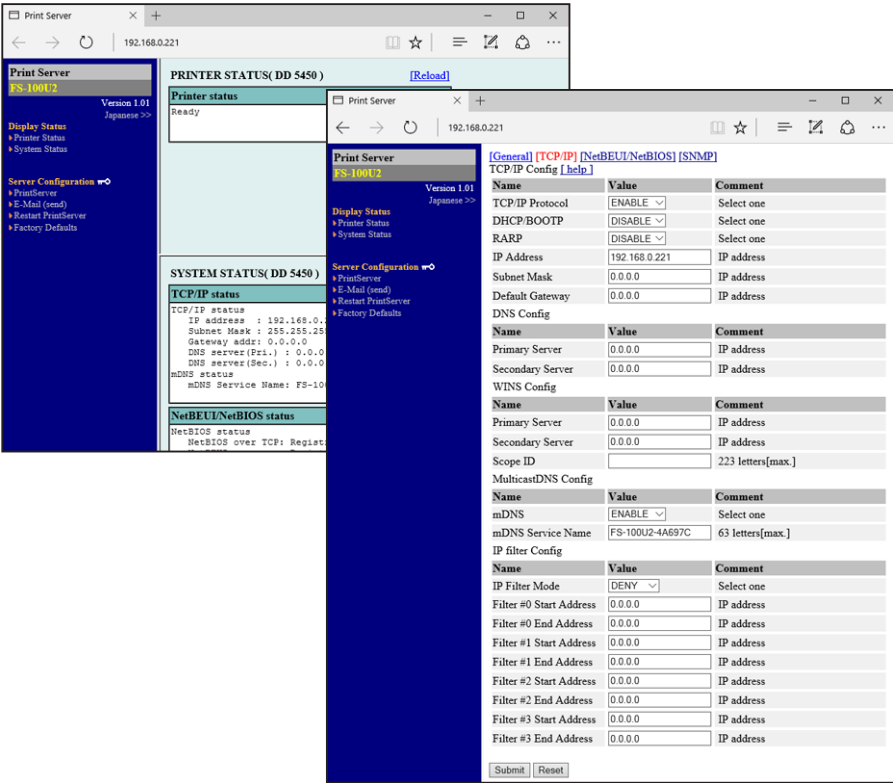 Print Server
192.168.0.221
Print Server
FS-100U2
Version 1.01
Japanese >>
Display Status
Printer Status
System Status
Server Configuration
PrintServer
E-Mail (send)
Restart PrintServer
Factory Defaults
PRINTER STATUS( DD 5450 ) [Reload]
Printer status
Ready
SYSTEM STATUS( DD 5450 )
TCP/IP status
TCP/IP status
IP address : 192.168.0.
Subnet Mask : 255.255.25
Gateway addr: 0.0.0.0
DNS server(Pri.) : 0.0.0
DNS server(Sec.) : 0.0.0
mDNS status
mDNS Service Name: FS-10
NetBEUI/NetBIOS status
NetBIOS status
NetBIOS over TCP: Regist
Print Server
192.168.0.221
Print Server
FS-100U2
Version 1.01
Japanese >>
Display Status
Printer Status
System Status
Server Configuration
PrintServer
E-Mail (send)
Restart PrintServer
Factory Defaults
[General] [TCP/IP] [NetBEUI/NetBIOS] [SNMP]
TCP/IP Config [ help ]
Name Value Comment
TCP/IP Protocol ENABLE Select one
DHCP/BOOTP DISABLE Select one
RARP DISABLE Select one
IP Address 192.168.0.221 IP address
Subnet Mask 0.0.0.0 IP address
Default Gateway 0.0.0.0 IP address
DNS Config
Name Value Comment
Primary Server 0.0.0.0 IP address
Secondary Server 0.0.0.0 IP address
WINS Config
Name Value Comment
Primary Server 0.0.0.0 IP address
Secondary Server 0.0.0.0 IP address
Scope ID 223 letters[max.]
MulticastDNS Config
Name Value Comment
mDNS ENABLE Select one
mDNS Service Name FS-100U2-4A697C 63 letters[max.]
IP filter Config
Name Value Comment
IP Filter Mode DENY Select one
Filter #0 Start Address 0.0.0.0 IP address
Filter #0 End Address 0.0.0.0 IP address
Filter #1 Start Address 0.0.0.0 IP address
Filter #1 End Address 0.0.0.0 IP address
Filter #2 Start Address 0.0.0.0 IP address
Filter #2 End Address 0.0.0.0 IP address
Filter #3 Start Address 0.0.0.0 IP address
Filter #3 End Address 0.0.0.0 IP address
Submit Reset